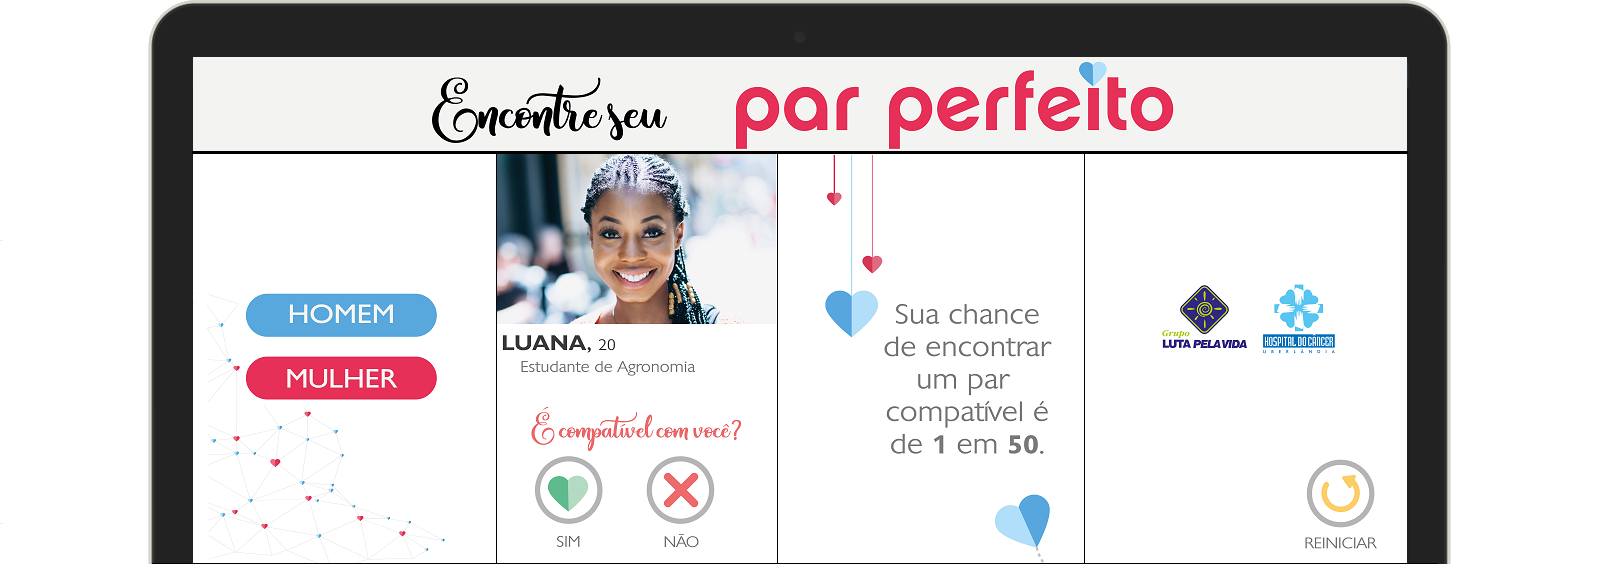 Encontre seu par perfeito
HOMEM
MULHER
LUANA, 20
Estudante de Agronomia
É compatível com você?
SIM
NÃO
Sua chance
de encontrar
um par
compatível é
de 1 em 50.
Grupo
LUTA PELA VIDA
HOSPITAL DO CÂNCER
UBERLÂNDIA
REINICIAR